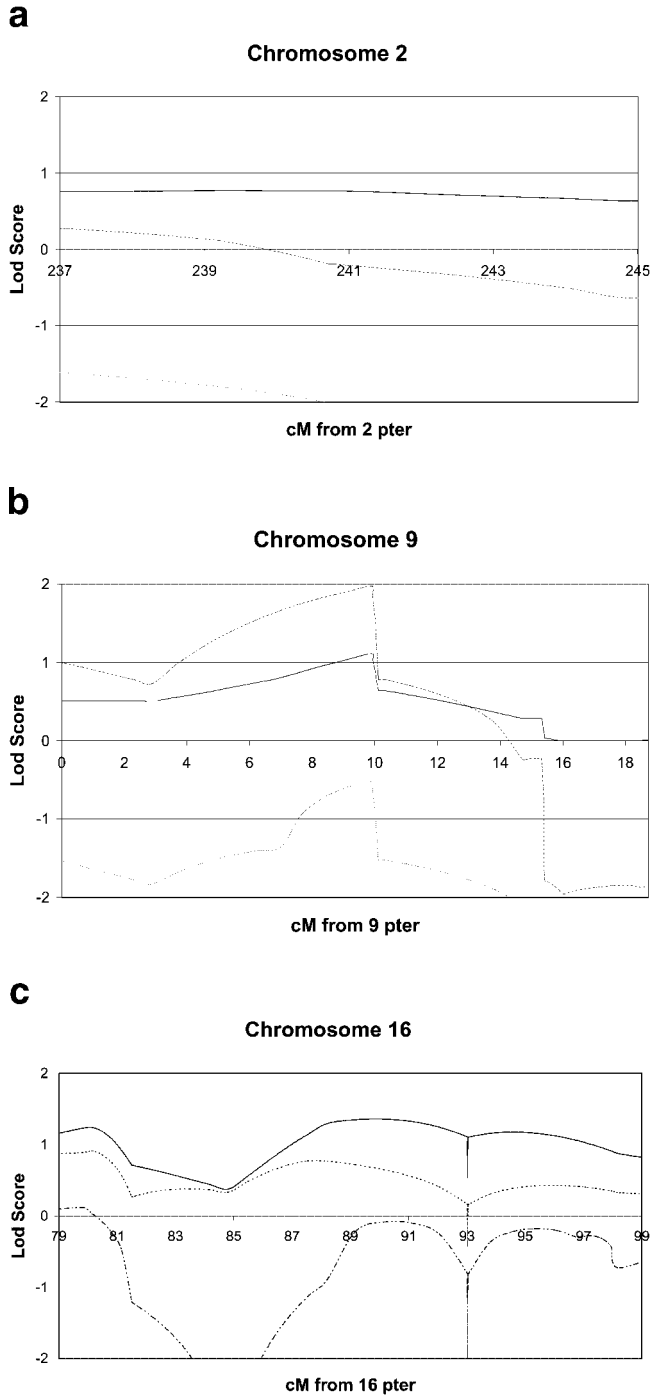 a
Chromosome 2
2
1
0
-1
-2
237 239 241 243 245
Lod Score
cM from 2 pter
b
Chromosome 9
2
1
0
-1
-2
0 2 4 6 8 10 12 14 16 18
Lod Score
cM from 9 pter
c
Chromosome 16
2
1
0
-1
-2
79 81 83 85 87 89 91 93 95 97 99
Lod Score
cM from 16 pter